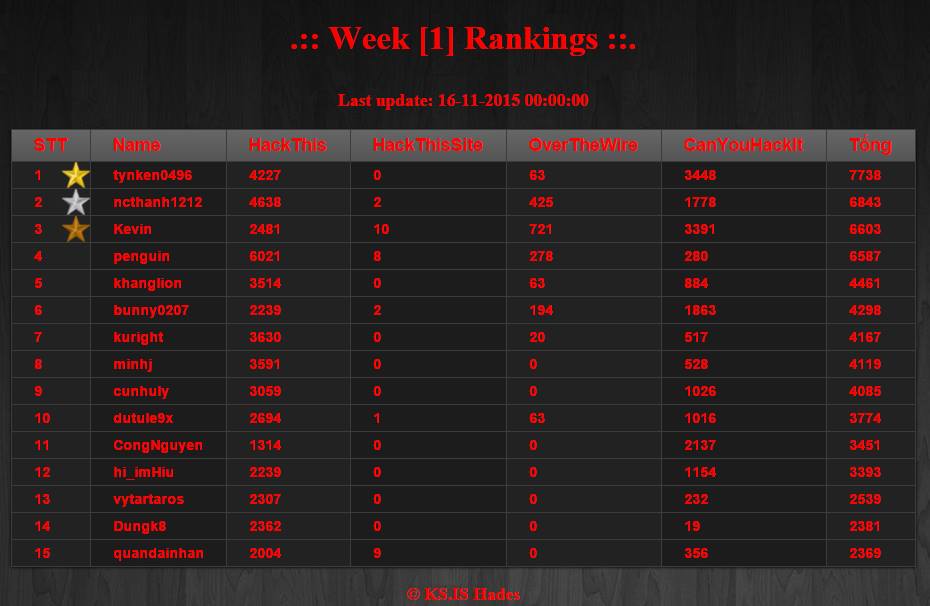 .:: Week [1] Rankings ::.
Last update: 16-11-2015 00:00:00
STT Name HackThis HackThisSite OverTheWire CanYouHackIt Tổng
1 tynken0496 4227 0 63 3448 7738
2 ncthanh1212 4638 2 425 1778 6843
3 Kevin 2481 10 721 3391 6603
4 penguin 6021 8 278 280 6587
5 khanglion 3514 0 63 884 4461
6 bunny0207 2239 2 194 1863 4298
7 kuright 3630 0 20 517 4167
8 minhj 3591 0 0 528 4119
9 cunhuly 3059 0 0 1026 4085
10 dutule9x 2694 1 63 1016 3774
11 CongNguyen 1314 0 0 2137 3451
12 hi_imHiu 2239 0 0 1154 3393
13 vytartaros 2307 0 0 232 2539
14 Dungk8 2362 0 0 19 2381
15 quandainhan 2004 9 0 356 2369
@ KS.IS Hades